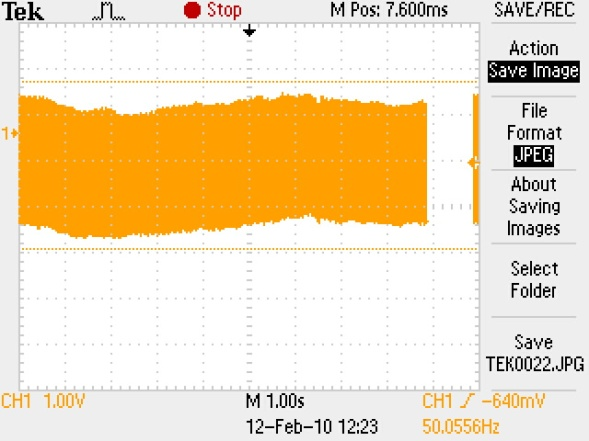 Tek Stop M Pos: 7.600ms SAVE/REC
Action
Save Image
File
Format
JPEG
About
Saving
Images
Select
Folder
Save
TEK0022.JPG
1
CH1 1.00V M 1.00s CH1 -640mV
12-Feb-10 12:23 50.0556Hz